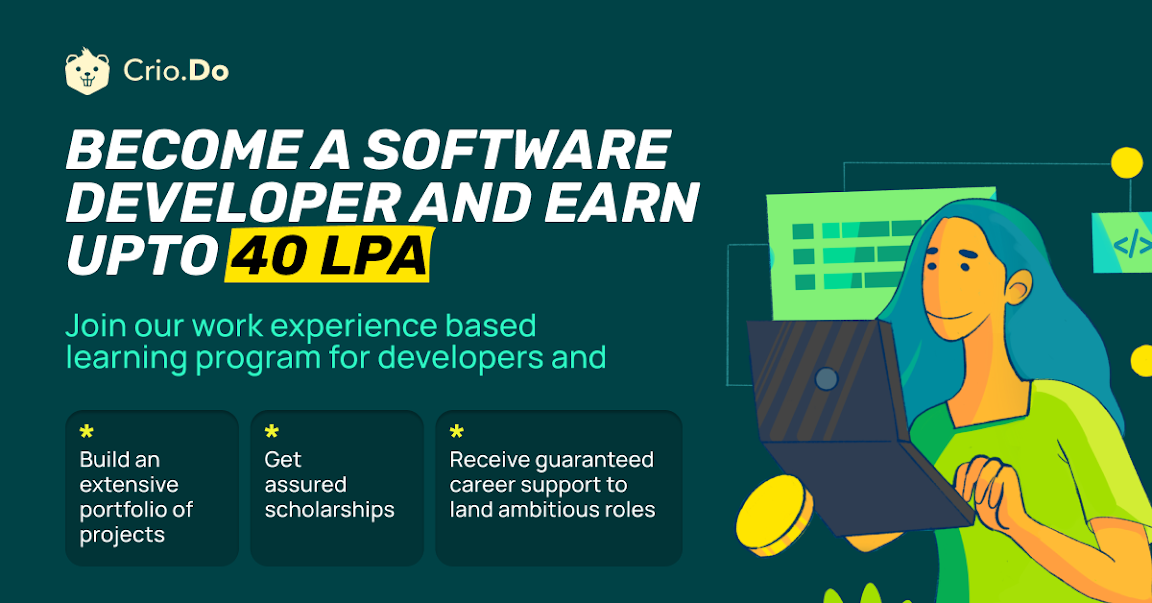 Crio.Do
BECOME A SOFTWARE
DEVELOPER AND EARN
UPTO 40 LPA
Join our work experience based
learning program for developers and
*
Build an
extensive
portfolio of
projects
*
Get
assured
scholarships
*
Receive guaranteed
career support to
land ambitious roles
</>